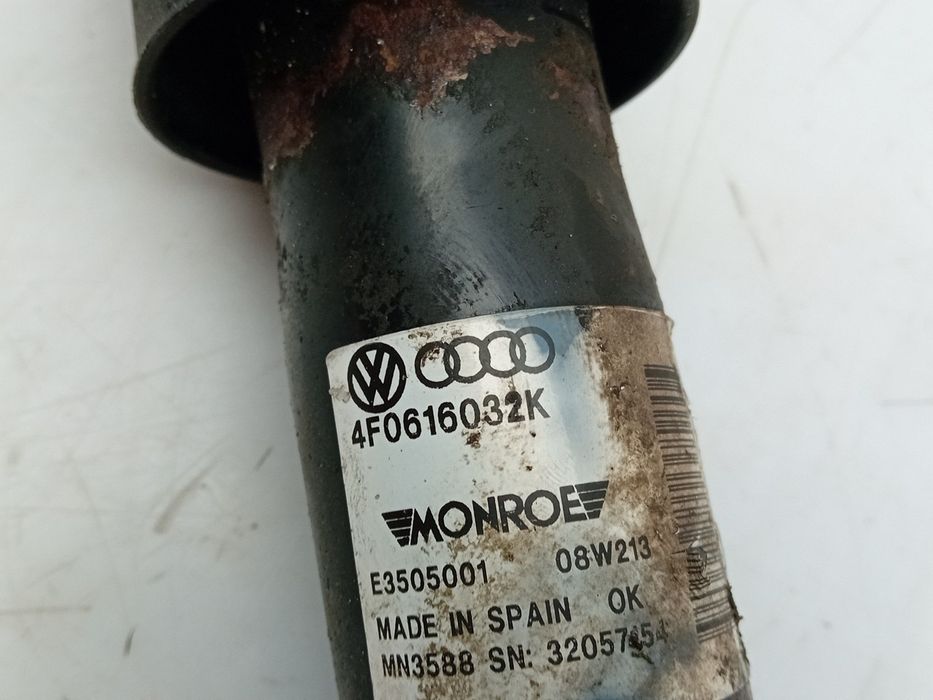 4F0616032K
MONROE
E3505001 08W213
MADE IN SPAIN OK
MN3588 SN: